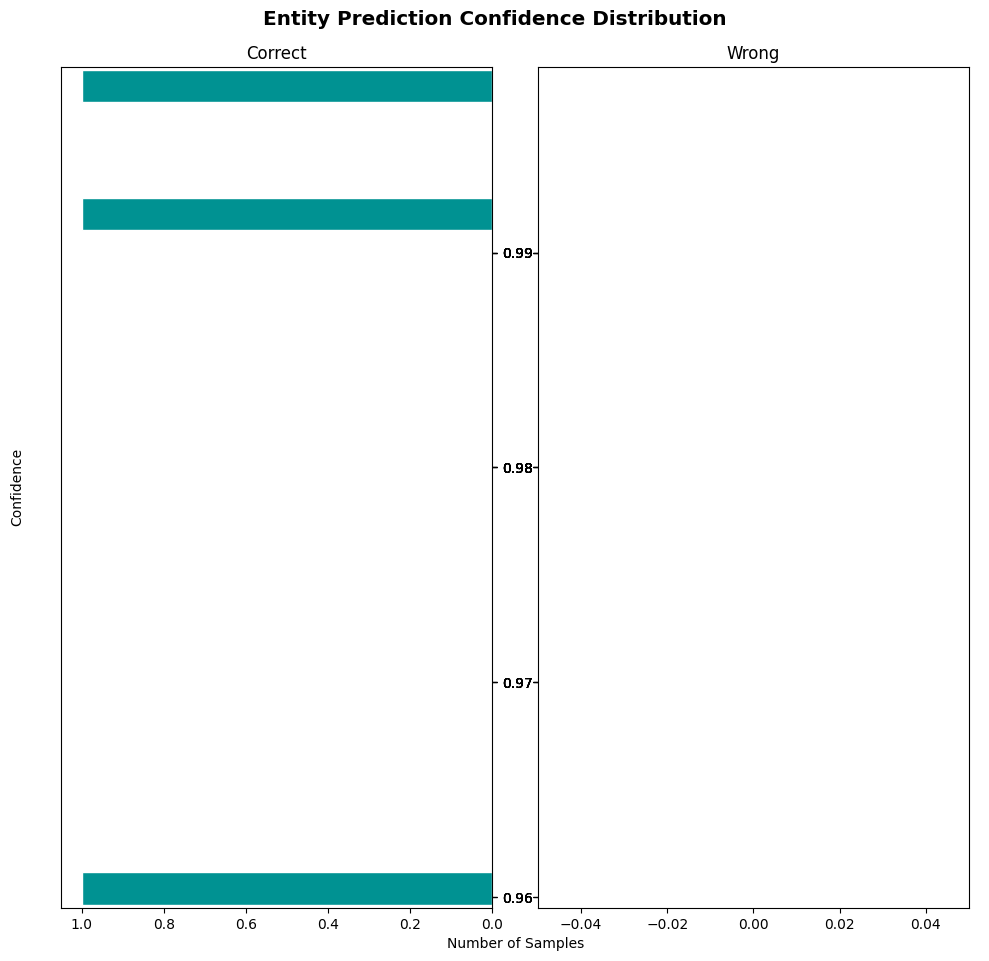 Entity Prediction Confidence Distribution
Correct
Wrong
0.99
0.98
0.97
0.96
Confidence
1.0 0.8 0.6 0.4 0.2 0.0
−0.04 −0.02 0.00 0.02 0.04
Number of Samples